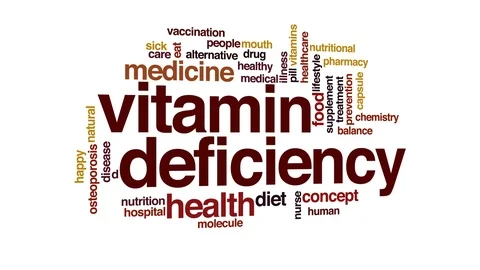 vaccination
sick people mouth
care eat alternative drug
medicine healthy
medical
illness
pill
vitamins
healthcare
lifestyle
nutritional
pharmacy
food
supplement
treatment
prevention
capsule
chemistry
balance
vitamin
deficiency
happy
natural
osteoporosis
disease
d
nutrition health diet
hospital
molecule
nurse
concept
human